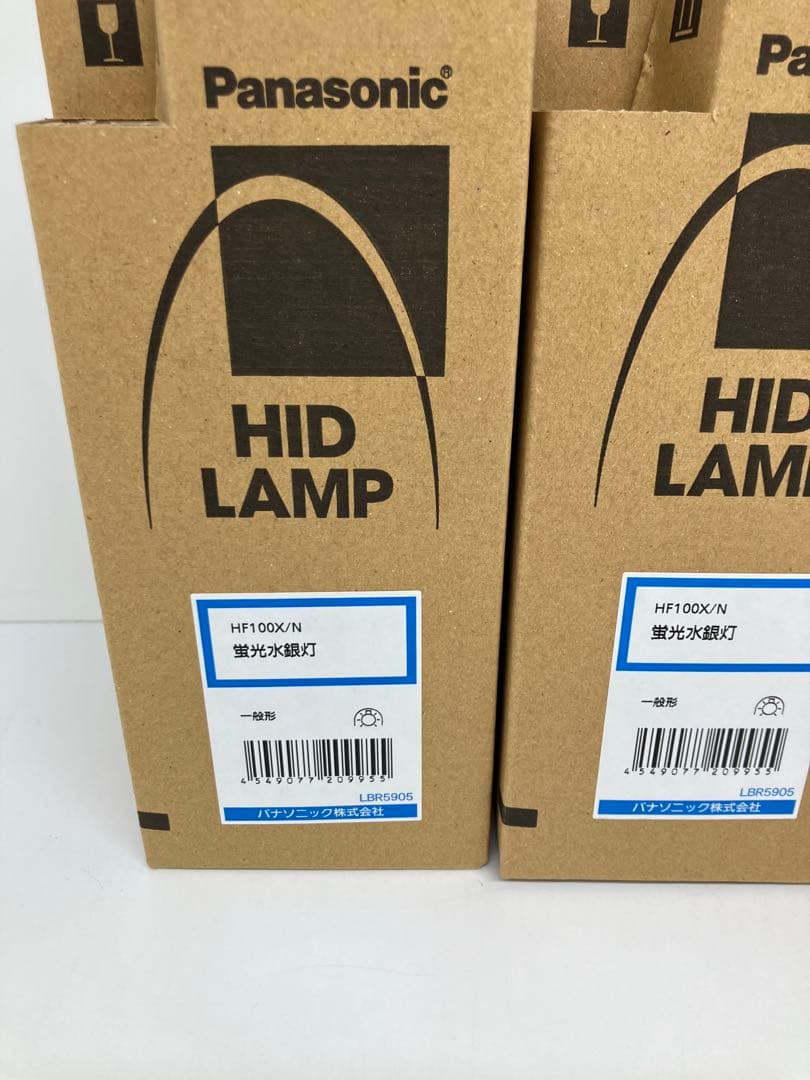 Panasonic®
HID
LAMP
HF100X/N
蛍光水銀灯
一般形
4549077209955
LBR5905
パナソニック株式会社
Pa
HID
LAM
HF100X/N
蛍光水銀灯
一般形
4549077209955
LBR5905
パナソニック株式会社